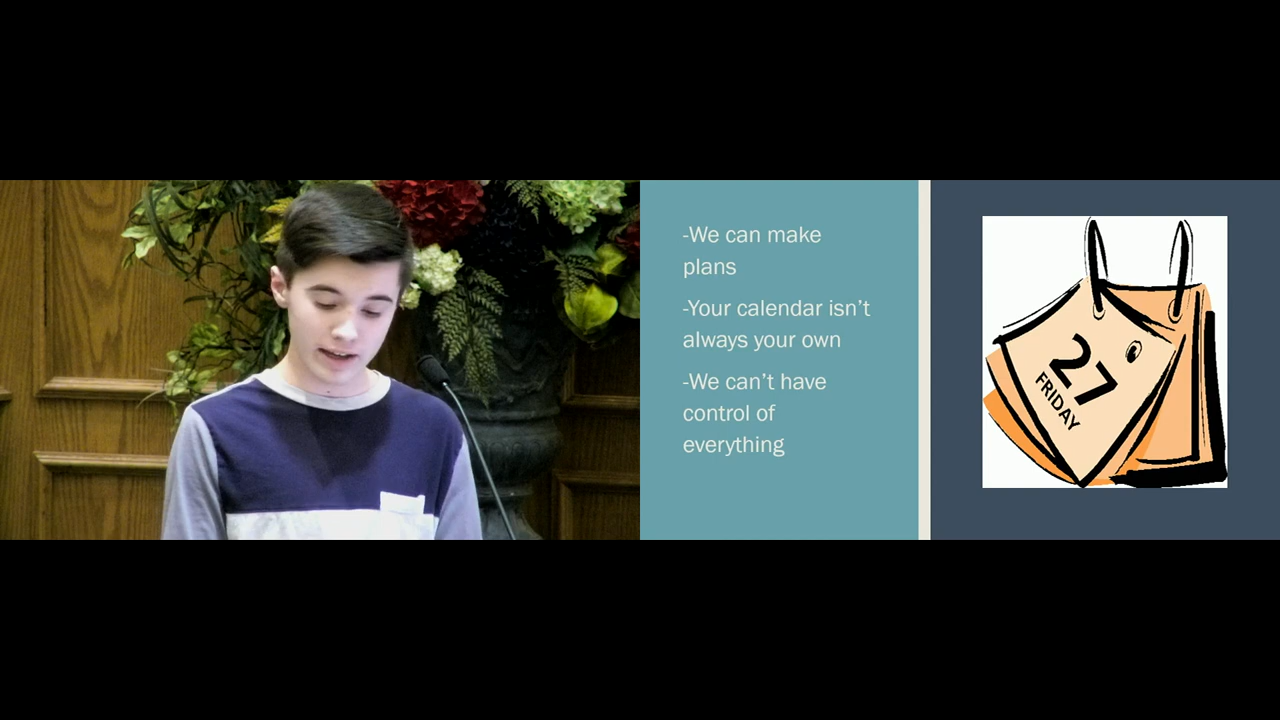 -We can make
plans
-Your calendar isn’t
always your own
-We can’t have
control of
everything
27
FRIDAY